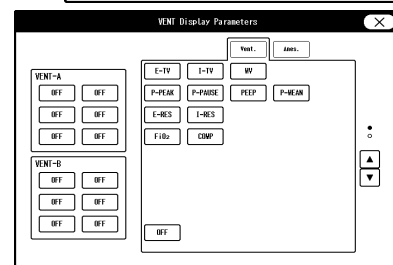 VENT Display Parameters
Vent. Anes.
VENT-A
OFF OFF
OFF OFF
OFF OFF
VENT-B
OFF OFF
OFF OFF
OFF OFF
E-TV I-TV MV
P-PEAK P-PAUSE PEEP P-MEAN
E-RES I-RES
FiO₂ COMP
OFF